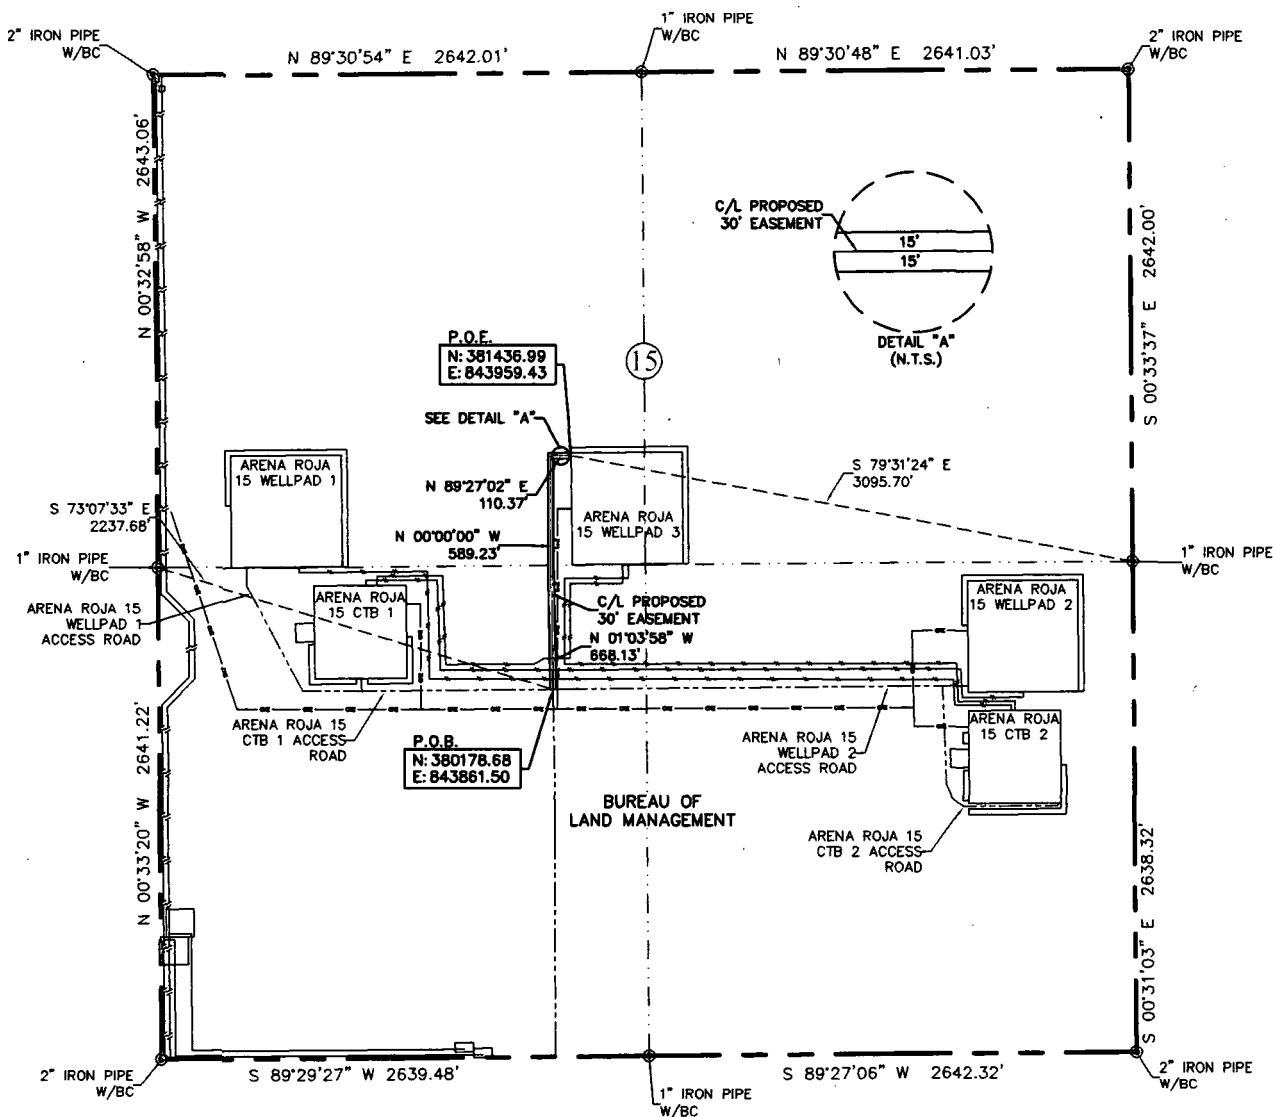 2" IRON PIPE
W/BC
N 89°30'54" E 2642.01'
1" IRON PIPE
W/BC
N 89°30'48" E 2641.03'
2" IRON PIPE
W/BC
N 00°32'58" W 2643.06'
S 00°33'37" E 2642.00'
C/L PROPOSED
30' EASEMENT
15'
15'
DETAIL "A"
(N.T.S.)
P.O.E.
N: 381436.99
E: 843959.43
15
SEE DETAIL "A"
ARENA ROJA
15 WELLPAD 1
N 89°27'02" E
110.37'
S 79°31'24" E
3095.70'
S 73°07'33" E
2237.68'
ARENA ROJA
15 WELLPAD 3
N 00°00'00" W
589.23'
1" IRON PIPE
W/BC
1" IRON PIPE
W/BC
ARENA ROJA 15
WELLPAD 1
ACCESS ROAD
ARENA ROJA
15 CTB 1
C/L PROPOSED
30' EASEMENT
N 01°03'58" W
668.13'
ARENA ROJA
15 WELLPAD 2
ARENA ROJA 15
CTB 1 ACCESS
ROAD
P.O.B.
N: 380178.68
E: 843861.50
ARENA ROJA 15
WELLPAD 2
ACCESS ROAD
ARENA ROJA
15 CTB 2
BUREAU OF
LAND MANAGEMENT
ARENA ROJA 15
CTB 2 ACCESS
ROAD
N 00°33'20" W 2641.22'
S 00°31'03" E 2638.32'
2" IRON PIPE
W/BC
S 89°29'27" W 2639.48'
1" IRON PIPE
W/BC
S 89°27'06" W 2642.32'
2" IRON PIPE
W/BC